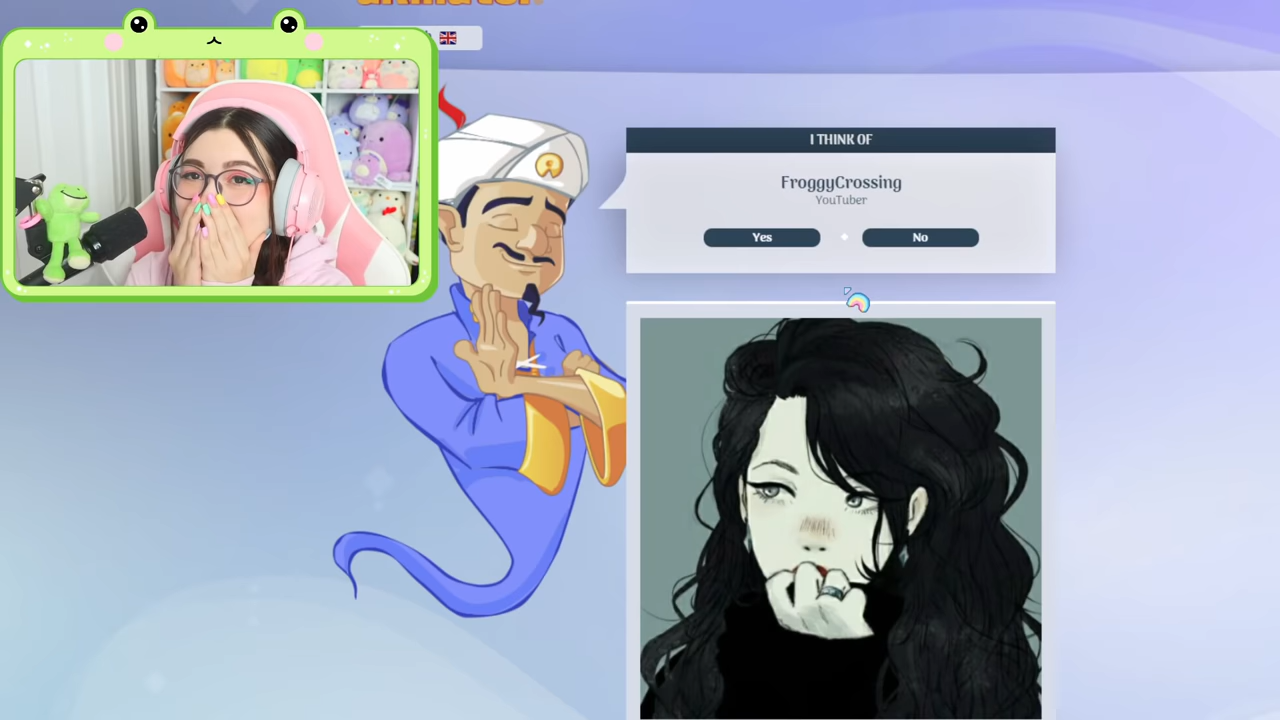 I THINK OF
FroggyCrossing
YouTuber
Yes
No